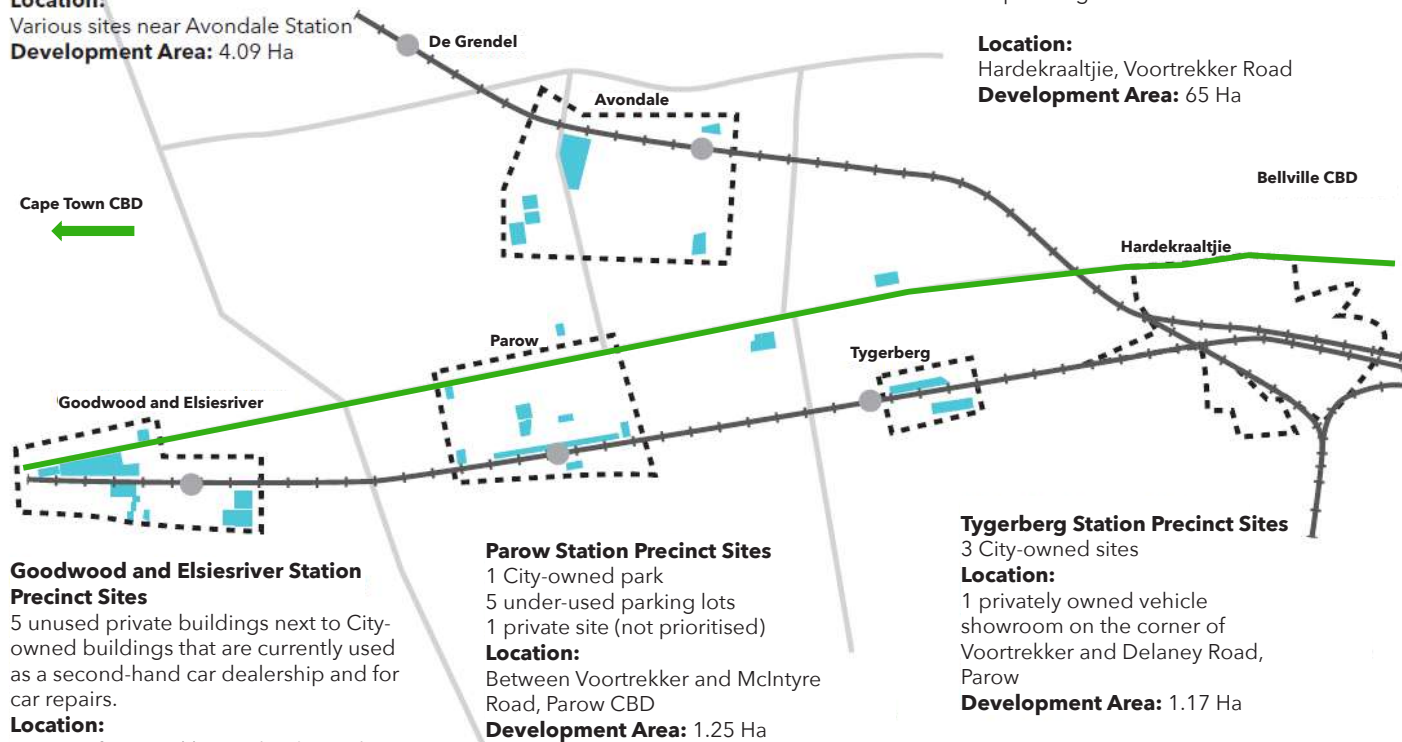 Location:
Various sites near Avondale Station
Development Area: 4.09 Ha
De Grendel
Avondale
Location:
Hardekraaltjie, Voortrekker Road
Development Area: 65 Ha
Bellville CBD
Cape Town CBD
Hardekraaltjie
Parow
Tygerberg
Goodwood and Elsiesriver
Goodwood and Elsiesriver Station
Precinct Sites
5 unused private buildings next to City-
owned buildings that are currently used
as a second-hand car dealership and for
car repairs.
Location:
Parow Station Precinct Sites
1 City-owned park
5 under-used parking lots
1 private site (not prioritised)
Location:
Between Voortrekker and McIntyre
Road, Parow CBD
Development Area: 1.25 Ha
Tygerberg Station Precinct Sites
3 City-owned sites
Location:
1 privately owned vehicle
showroom on the corner of
Voortrekker and Delaney Road,
Parow
Development Area: 1.17 Ha